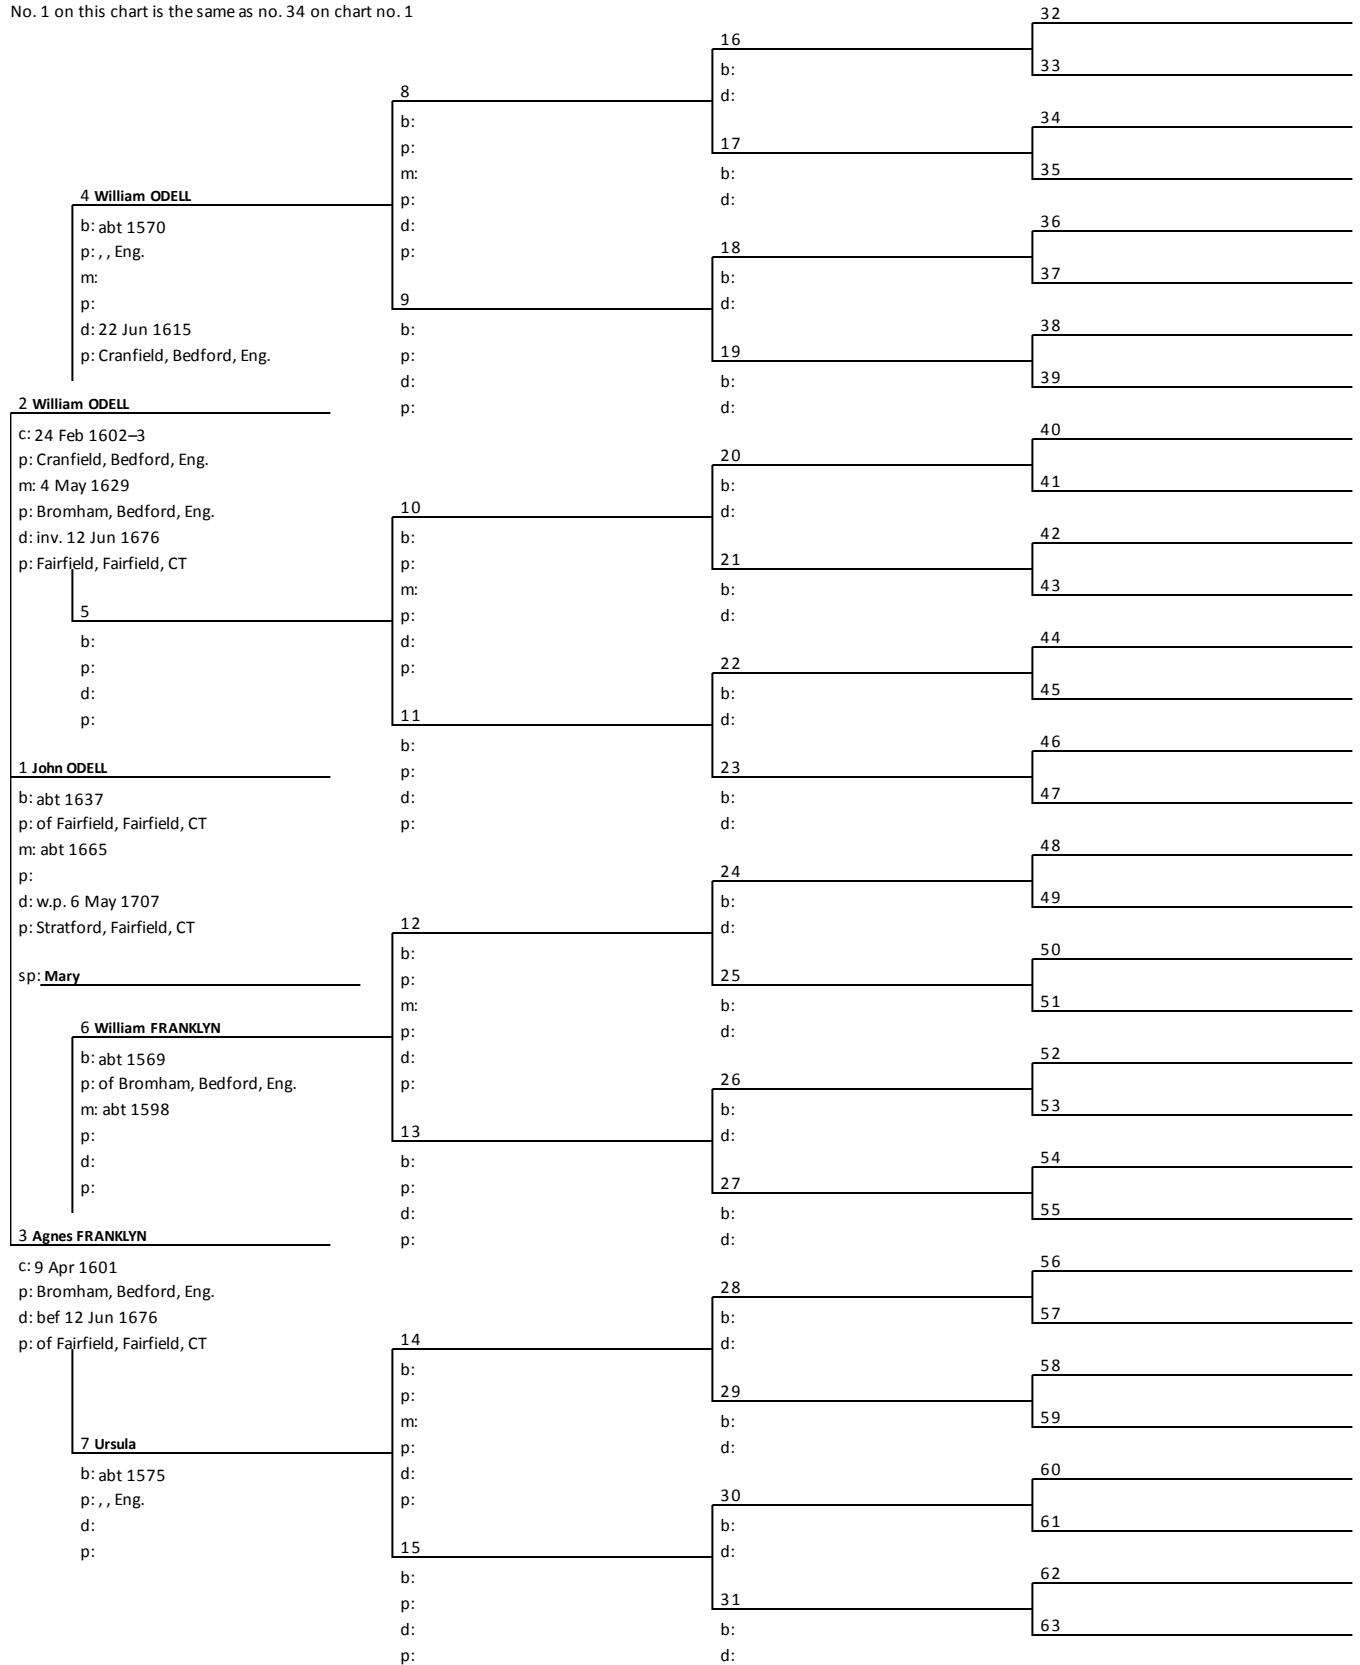 No. 1 on this chart is the same as no. 34 on chart no. 1
4 William ODELL
b: abt 1570
p: , , Eng.
m:
p:
d: 22 Jun 1615
p: Cranfield, Bedford, Eng.
2 William ODELL
c: 24 Feb 1602–3
p: Cranfield, Bedford, Eng.
m: 4 May 1629
p: Bromham, Bedford, Eng.
d: inv. 12 Jun 1676
p: Fairfield, Fairfield, CT
5
b:
p:
d:
p:
1 John ODELL
b: abt 1637
p: of Fairfield, Fairfield, CT
m: abt 1665
p:
d: w.p. 6 May 1707
p: Stratford, Fairfield, CT
sp: Mary
6 William FRANKLYN
b: abt 1569
p: of Bromham, Bedford, Eng.
m: abt 1598
p:
d:
p:
3 Agnes FRANKLYN
c: 9 Apr 1601
p: Bromham, Bedford, Eng.
d: bef 12 Jun 1676
p: of Fairfield, Fairfield, CT
7 Ursula
b: abt 1575
p: , , Eng.
d:
p:
8
b:
p:
m:
p:
d:
p:
9
b:
p:
d:
p:
10
b:
p:
m:
p:
d:
p:
11
b:
p:
d:
p:
12
b:
p:
m:
p:
d:
p:
13
b:
p:
d:
p:
14
b:
p:
m:
p:
d:
p:
15
b:
p:
d:
p:
16
b:
d:
17
b:
d:
18
b:
d:
19
b:
d:
20
b:
d:
21
b:
d:
22
b:
d:
23
b:
d:
24
b:
d:
25
b:
d:
26
b:
d:
27
b:
d:
28
b:
d:
29
b:
d:
30
b:
d:
31
b:
d:
32
33
34
35
36
37
38
39
40
41
42
43
44
45
46
47
48
49
50
51
52
53
54
55
56
57
58
59
60
61
62
63